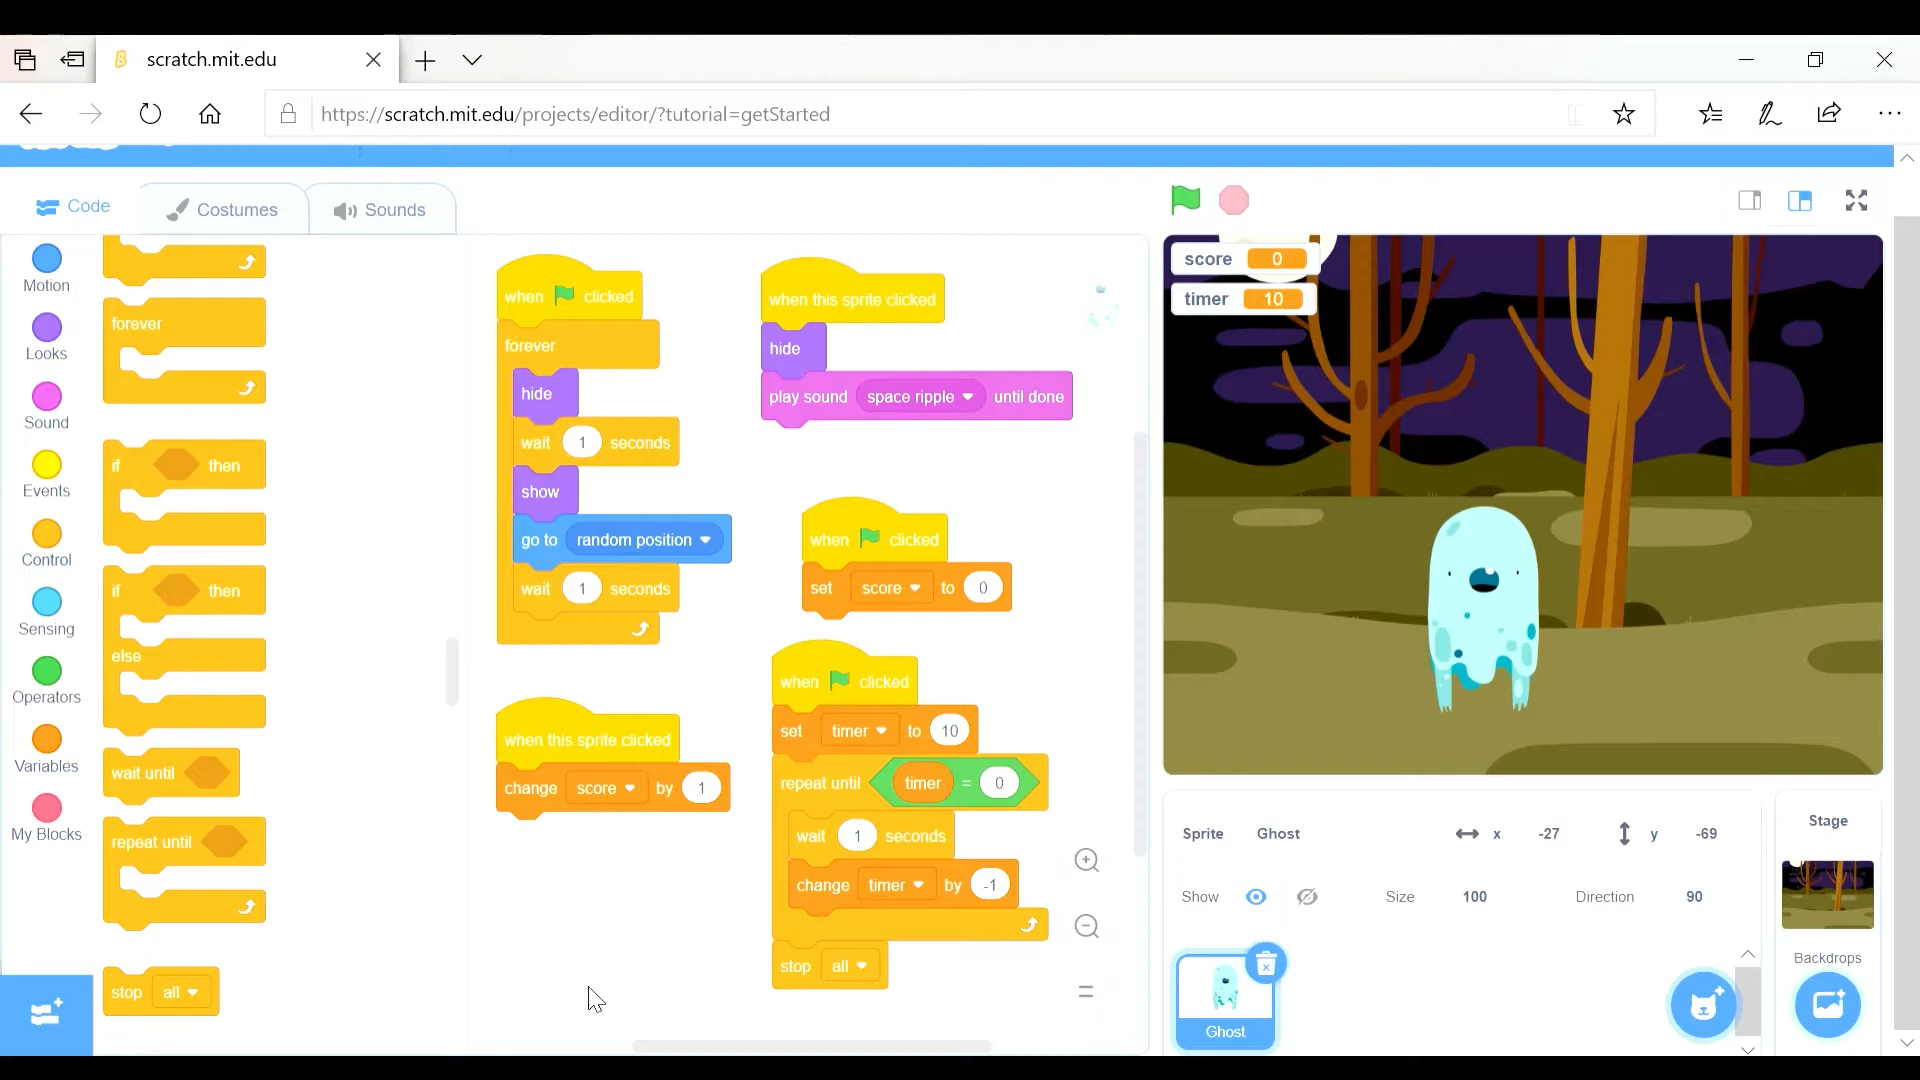 scratch.mit.edu
https://scratch.mit.edu/projects/editor/?tutorial=getStarted
Code
Costumes
Sounds
Motion
Looks
Sound
Events
Control
Sensing
Operators
Variables
My Blocks
forever
if then
if then
else
wait until
repeat until
stop all
when clicked
forever
hide
wait 1 seconds
show
go to random position
wait 1 seconds
when this sprite clicked
change score by 1
when this sprite clicked
hide
play sound space ripple until done
when clicked
set score to 0
when clicked
set timer to 10
repeat until timer = 0
wait 1 seconds
change timer by -1
stop all
score 0
timer 10
Sprite Ghost x -27 y -69
Show Size 100 Direction 90
Ghost
Stage
Backdrops